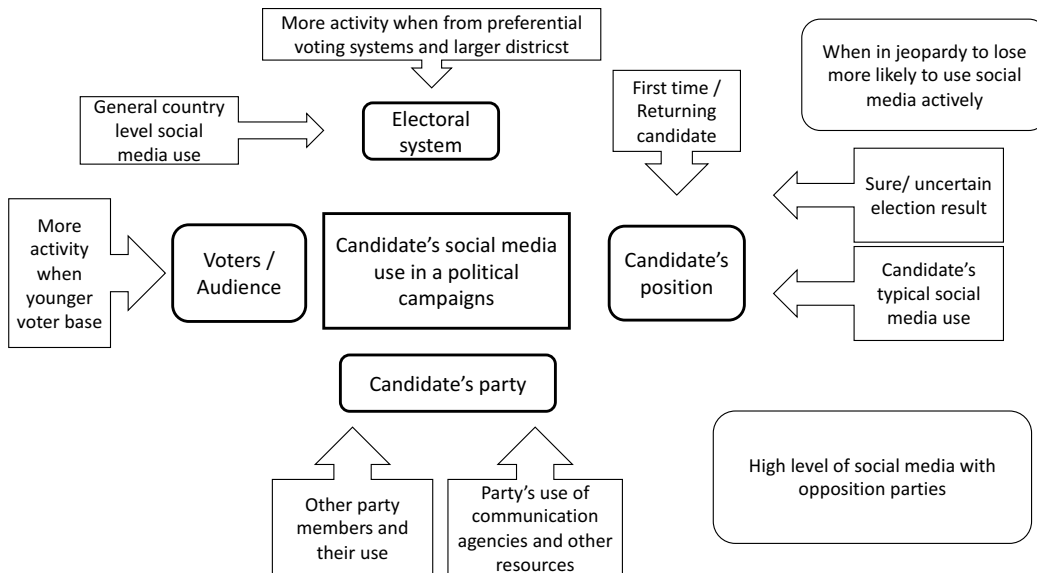 More activity when from preferential
voting systems and larger districst
When in jeopardy to lose
more likely to use social
media actively
General country
level social
media use
Electoral
system
First time /
Returning
candidate
Sure/ uncertain
election result
More
activity
when
younger
voter base
Voters /
Audience
Candidate’s social media
use in a political
campaigns
Candidate’s
position
Candidate’s
typical social
media use
Candidate’s party
Other party
members and
their use
Party’s use of
communication
agencies and other
resources
High level of social media with
opposition parties